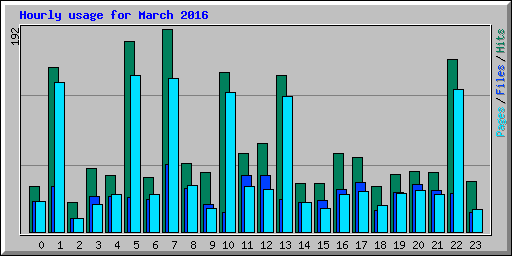 Hourly usage for March 2016
192
Pages / Files / Hits
0 1 2 3 4 5 6 7 8 9 10 11 12 13 14 15 16 17 18 19 20 21 22 23